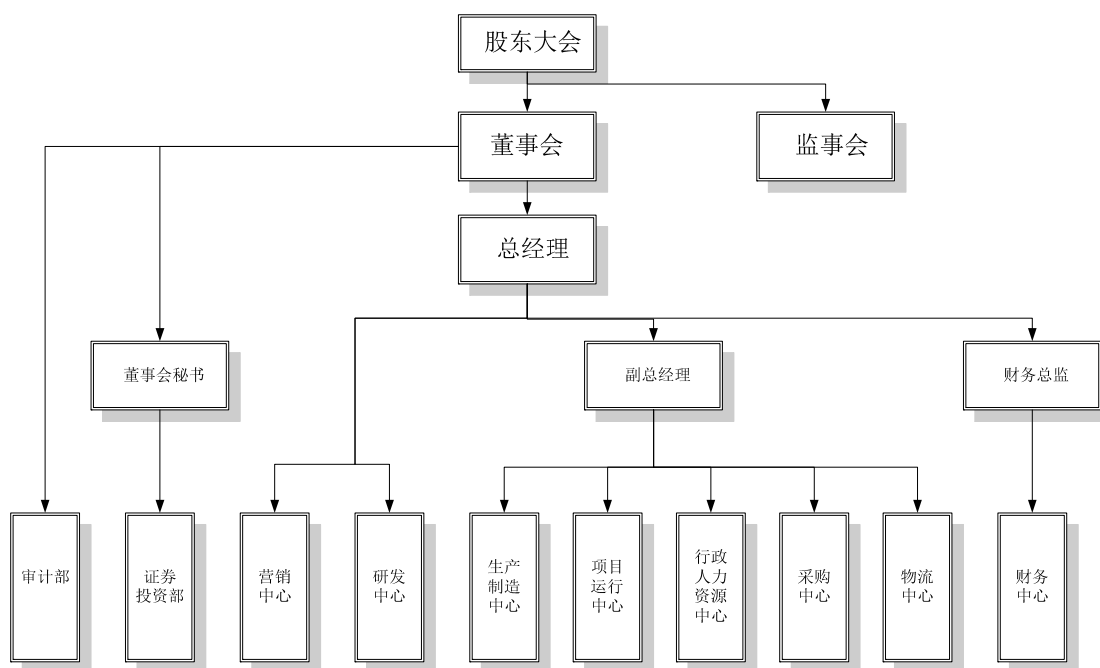 股东大会
董事会
监事会
总经理
董事会秘书
副总经理
财务总监
审计部
证券
投资部
营销
中心
研发
中心
生产
制造
中心
项目
运行
中心
行政
人力
资源
中心
采购
中心
物流
中心
财务
中心